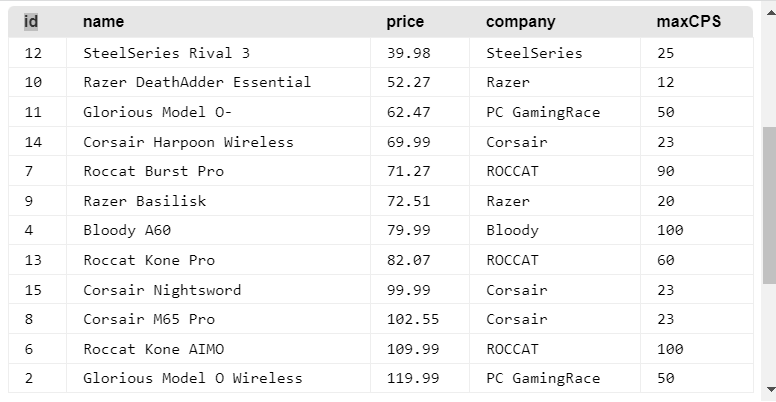 id name price company maxCPS
12 SteelSeries Rival 3 39.98 SteelSeries 25
10 Razer DeathAdder Essential 52.27 Razer 12
11 Glorious Model O- 62.47 PC GamingRace 50
14 Corsair Harpoon Wireless 69.99 Corsair 23
7 Roccat Burst Pro 71.27 ROCCAT 90
9 Razer Basilisk 72.51 Razer 20
4 Bloody A60 79.99 Bloody 100
13 Roccat Kone Pro 82.07 ROCCAT 60
15 Corsair Nightsword 99.99 Corsair 23
8 Corsair M65 Pro 102.55 Corsair 23
6 Roccat Kone AIMO 109.99 ROCCAT 100
2 Glorious Model O Wireless 119.99 PC GamingRace 50